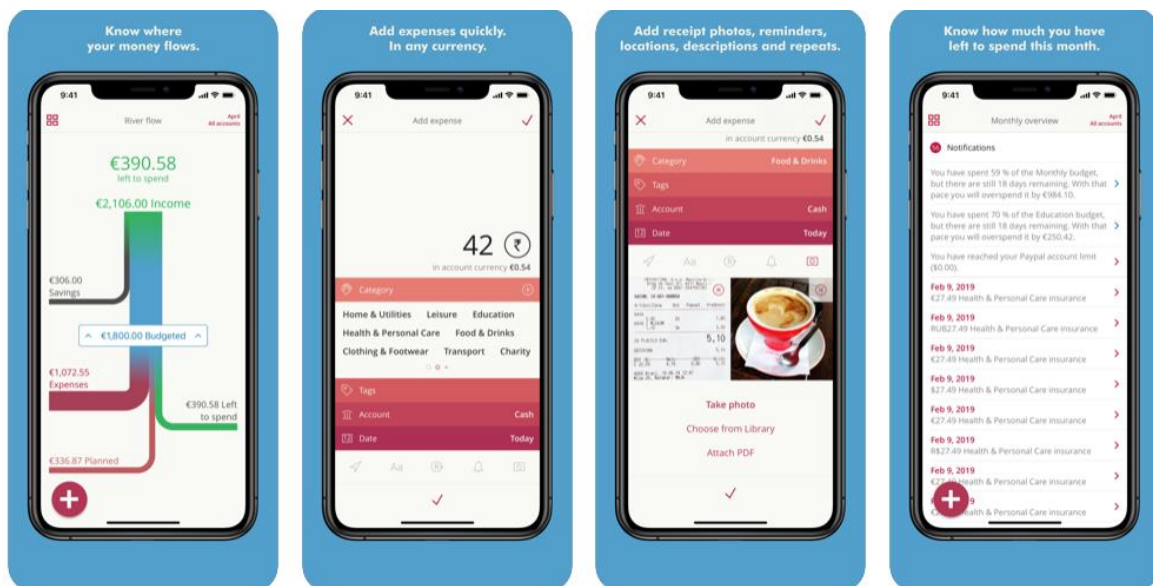 Know where
your money flows.
9:41
River flow
April
All accounts
€390.58
left to spend
€2,106.00 Income
€306.00
Savings
€1,800.00 Budgeted
€1,072.55
Expenses
€390.58 Left
to spend
€336.87 Planned
Add expenses quickly.
In any currency.
9:41
Add expense
42 ₹
in account currency €0.54
Category
Home & Utilities Leisure Education
Health & Personal Care Food & Drinks
Clothing & Footwear Transport Charity
Tags
Account Cash
Date Today
Aa
Add receipt photos, reminders,
locations, descriptions and repeats.
9:41
Add expense
in account currency €0.54
Category Food & Drinks
Tags
Account Cash
Date Today
Aa
5,10
Take photo
Choose from Library
Attach PDF
Know how much you have
left to spend this month.
9:41
Monthly overview
April
All accounts
Notifications
You have spent 59 % of the Monthly budget,
but there are still 18 days remaining. With that
pace you will overspend it by €984.10.
You have spent 70 % of the Education budget,
but there are still 18 days remaining. With that
pace you will overspend it by €250.42.
You have reached your Paypal account limit
($0.00).
Feb 9, 2019
€27.49 Health & Personal Care insurance
Feb 9, 2019
RUB27.49 Health & Personal Care insurance
Feb 9, 2019
€27.49 Health & Personal Care insurance
Feb 9, 2019
$27.49 Health & Personal Care insurance
Feb 9, 2019
€27.49 Health & Personal Care insurance
Feb 9, 2019
R$27.49 Health & Personal Care insurance
Feb 9, 2019
€27.49 Health & Personal Care insurance
9
Health & Personal Care insurance